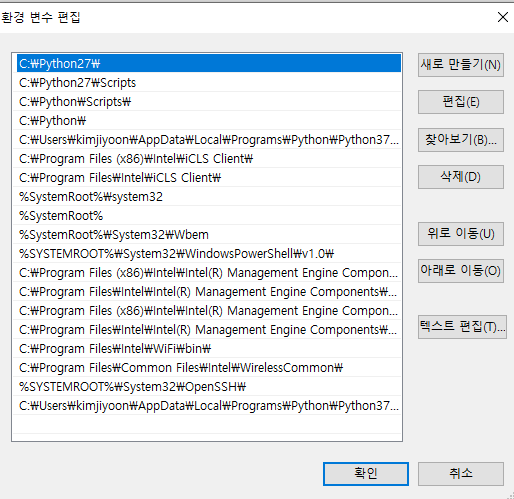 환경 변수 편집
C:₩Python27₩
C:₩Python27₩Scripts
C:₩Python₩Scripts₩
C:₩Python₩
C:₩Users₩kimjiyoon₩AppData₩Local₩Programs₩Python₩Python37...
C:₩Program Files (x86)₩Intel₩iCLS Client₩
C:₩Program Files₩Intel₩iCLS Client₩
%SystemRoot%₩system32
%SystemRoot%
%SystemRoot%₩System32₩Wbem
%SYSTEMROOT%₩System32₩WindowsPowerShell₩v1.0₩
C:₩Program Files (x86)₩Intel₩Intel(R) Management Engine Compon...
C:₩Program Files₩Intel₩Intel(R) Management Engine Components₩...
C:₩Program Files (x86)₩Intel₩Intel(R) Management Engine Compon...
C:₩Program Files₩Intel₩Intel(R) Management Engine Components₩...
C:₩Program Files₩Intel₩WiFi₩bin₩
C:₩Program Files₩Common Files₩Intel₩WirelessCommon₩
%SYSTEMROOT%₩System32₩OpenSSH₩
C:₩Users₩kimjiyoon₩AppData₩Local₩Programs₩Python₩Python37...
새로 만들기(N)
편집(E)
찾아보기(B)...
삭제(D)
위로 이동(U)
아래로 이동(O)
텍스트 편집(T)...
확인
취소